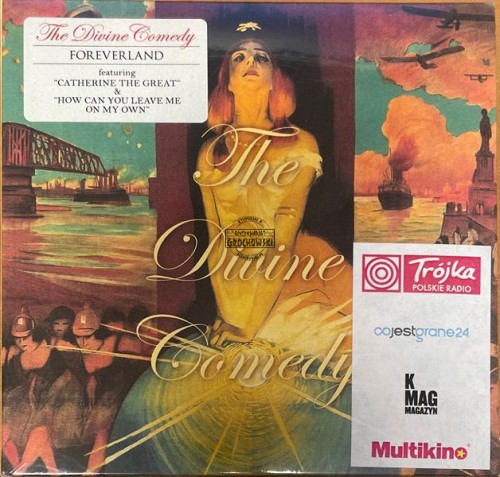 The Divine Comedy
FOREVERLAND
featuring
"CATHERINE THE GREAT"
&
"HOW CAN YOU LEAVE ME
ON MY OWN"
The
Divine
Comedy
GROCHOWSKI
Trójka
POLSKIE RADIO
cojestgrane24
K
MAG
MAGAZYN
Multikino